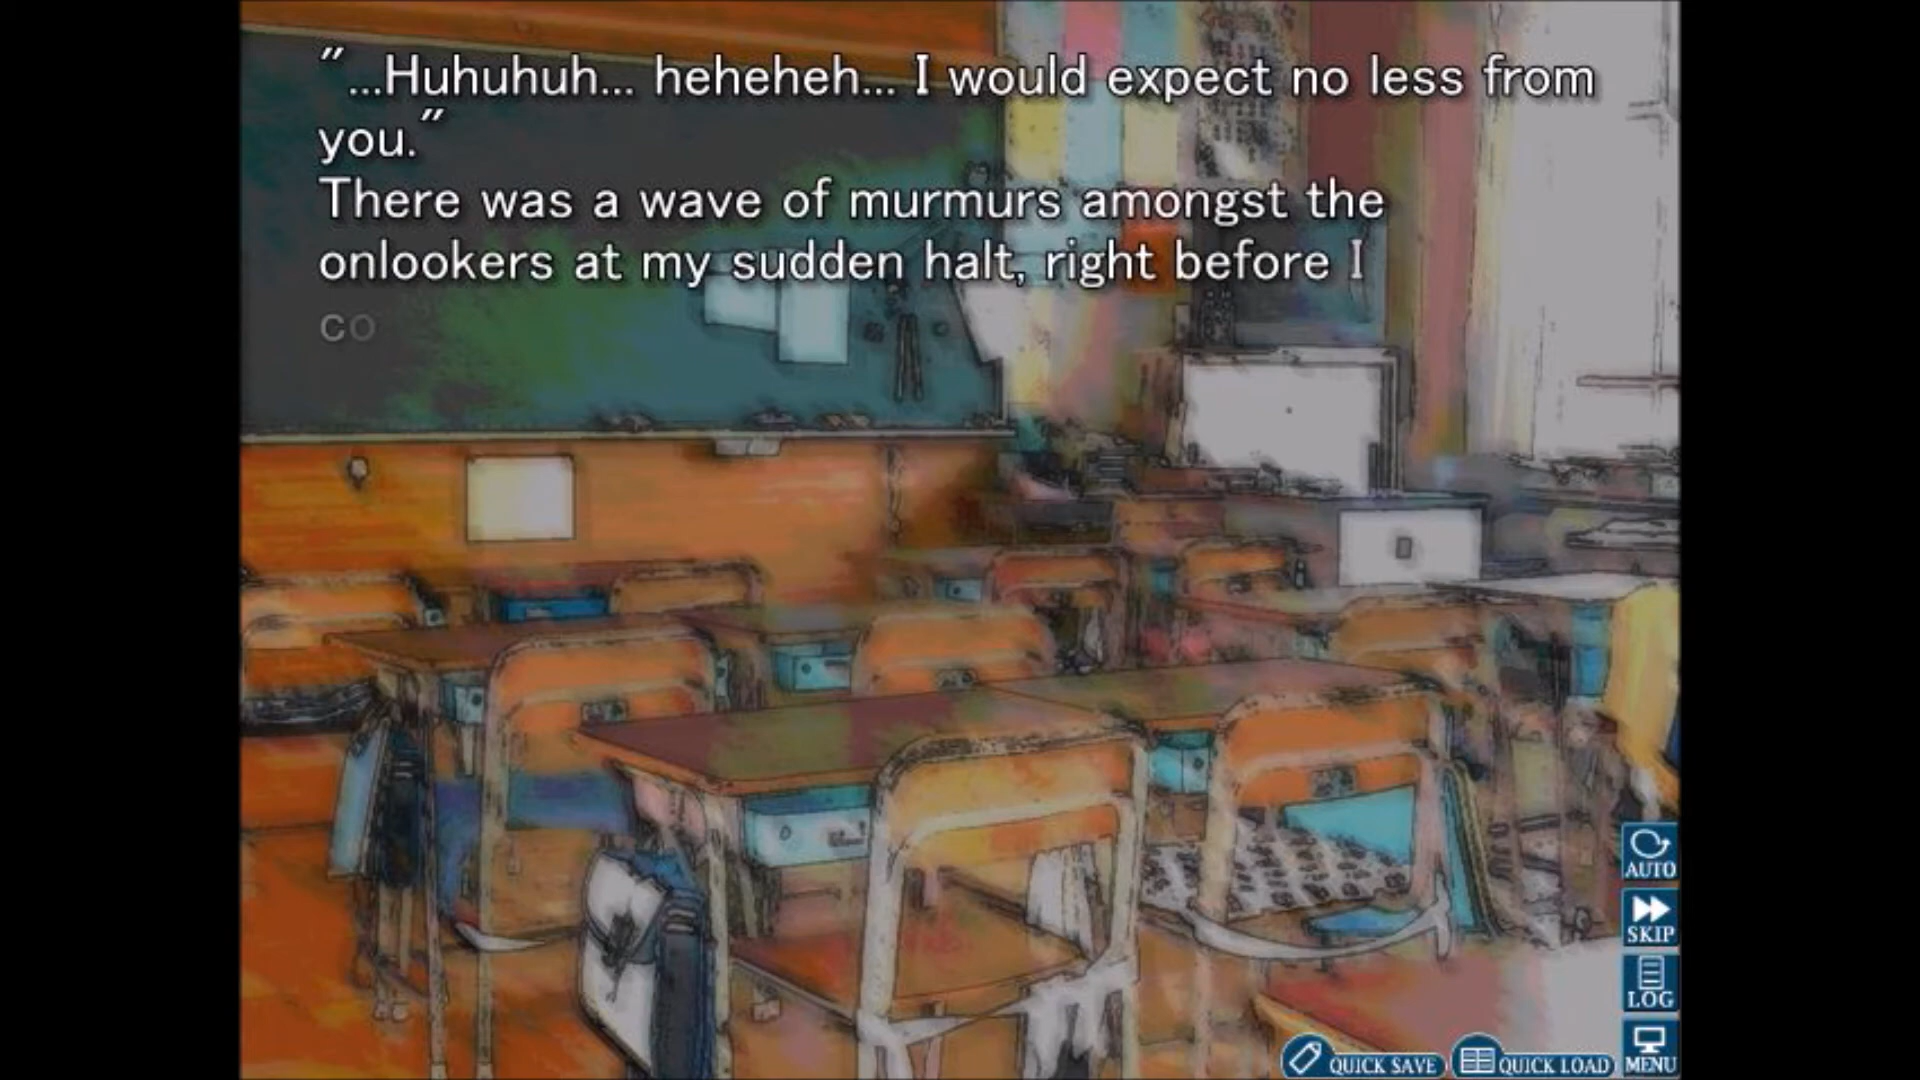 "...Huhuhuh... heheheh... I would expect no less from
you."
There was a wave of murmurs amongst the
onlookers at my sudden halt, right before I
co
AUTO
SKIP
LOG
MENU
QUICK SAVE
QUICK LOAD